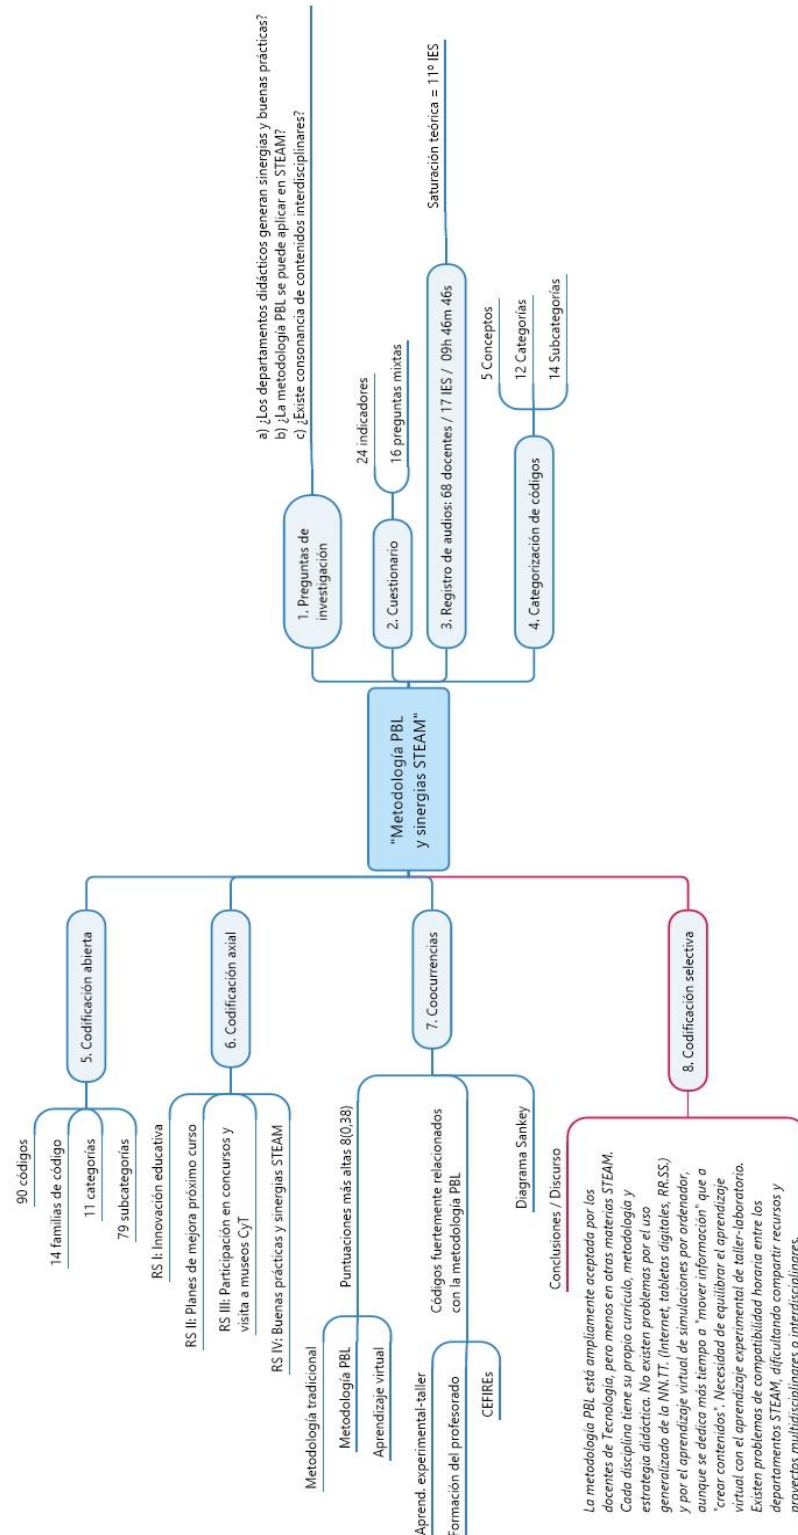 "Metodología PBL
y sinergias STEAM"
1. Preguntas de
investigación
a) ¿Los departamentos didácticos generan sinergias y buenas prácticas?
b) ¿La metodología PBL se puede aplicar en STEAM?
c) ¿Existe consonancia de contenidos interdisciplinares?
2. Cuestionario
24 indicadores
16 preguntas mixtas
3. Registro de audios: 68 docentes / 17 IES / 09h 46m 46s
Saturación teórica = 11º IES
4. Categorización de códigos
5 Conceptos
12 Categorías
14 Subcategorías
5. Codificación abierta
90 códigos
14 familias de código
11 categorías
79 subcategorías
6. Codificación axial
RS I: Innovación educativa
RS II: Planes de mejora próximo curso
RS III: Participación en concursos y
visita a museos CyT
RS IV: Buenas prácticas y sinergias STEAM
7. Coocurrencias
Puntuaciones más altas 8(0,38)
Metodología tradicional
Metodología PBL
Aprendizaje virtual
Códigos fuertemente relacionados
con la metodología PBL
Aprend. experimental-taller
Formación del profesorado
CEFIREs
Diagrama Sankey
8. Codificación selectiva
Conclusiones / Discurso
La metodología PBL está ampliamente aceptada por los
docentes de Tecnología, pero menos en otras materias STEAM.
Cada disciplina tiene su propio currículo, metodología y
estrategia didáctica. No existen problemas por el uso
generalizado de la NN.TT. (Internet, tabletas digitales, RR.SS.)
y por el aprendizaje virtual de simulaciones por ordenador,
aunque se dedica más tiempo a "mover información" que a
"crear contenidos". Necesidad de equilibrar el aprendizaje
virtual con el aprendizaje experimental de taller-laboratorio.
Existen problemas de compatibilidad horaria entre los
departamentos STEAM, dificultando compartir recursos y
proyectos multidisciplinares o interdisciplinares.